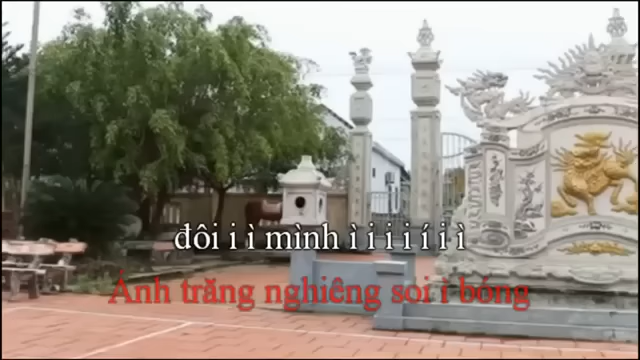 đôi i ì mình ì i i i í i ì
Ánh trăng nghiêng soi i bóng